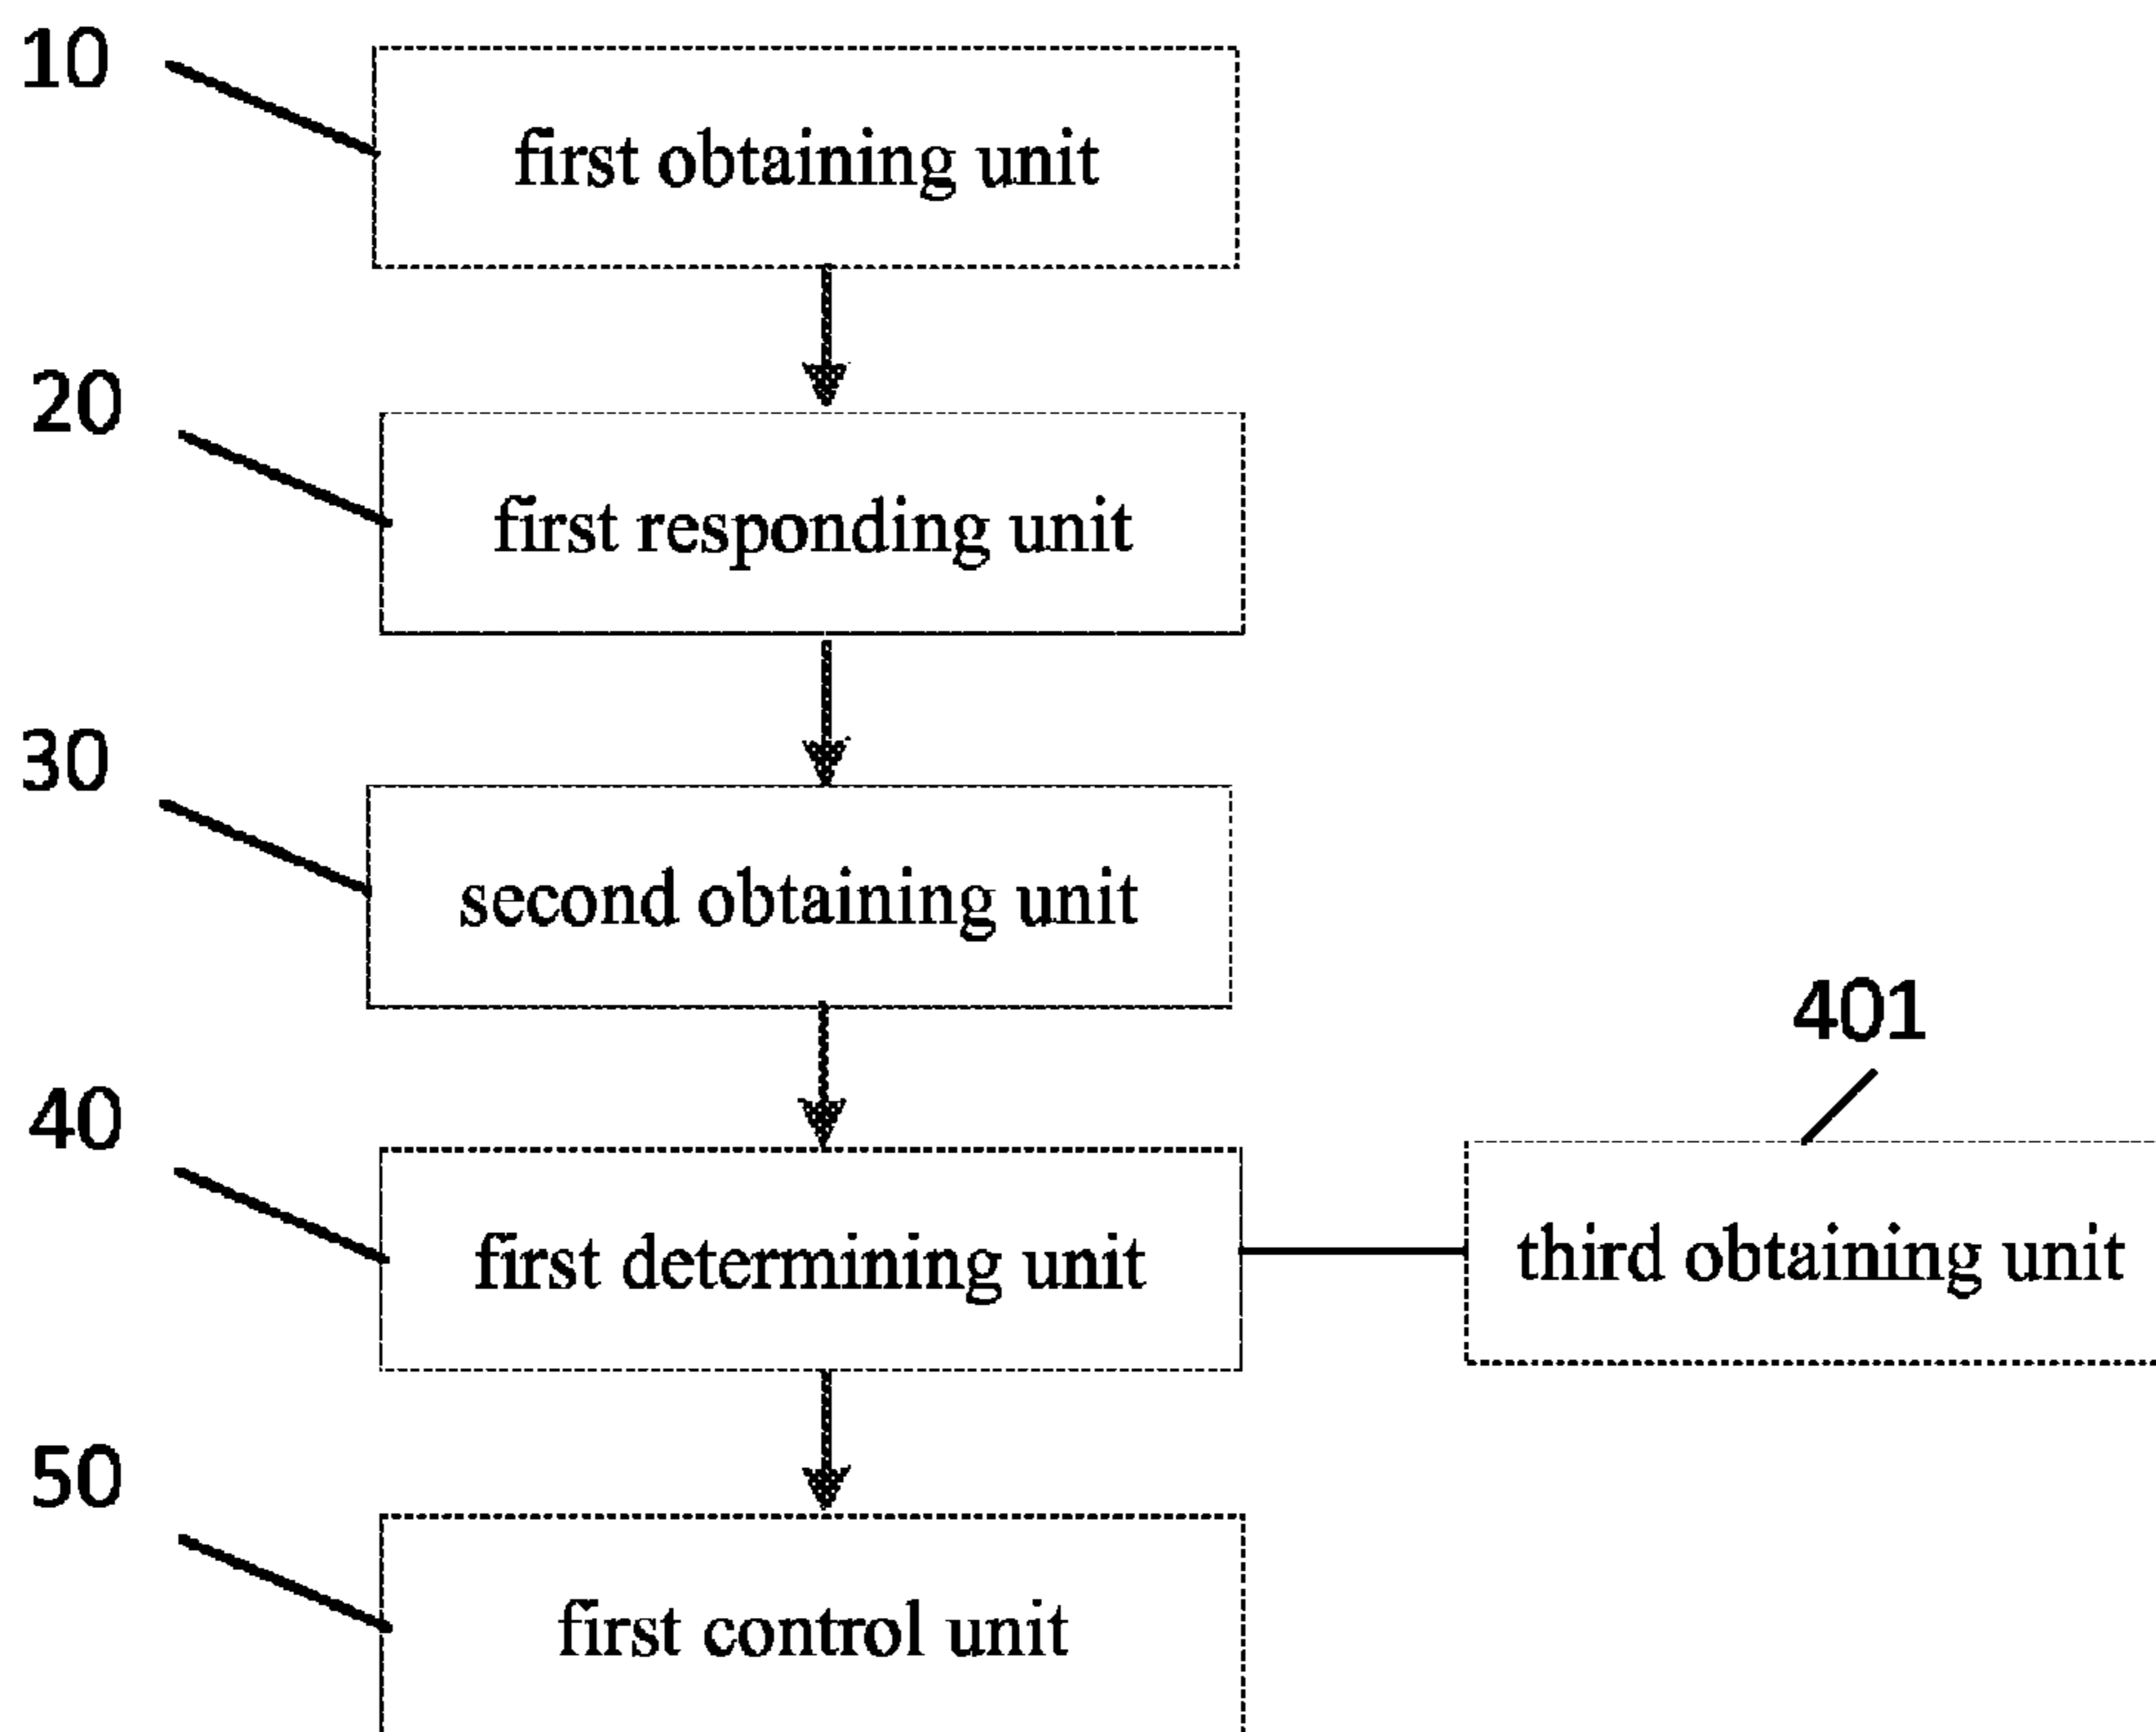 10
first obtaining unit
20
first responding unit
30
second obtaining unit
401
40
first determining unit
third obtaining unit
50
first control unit